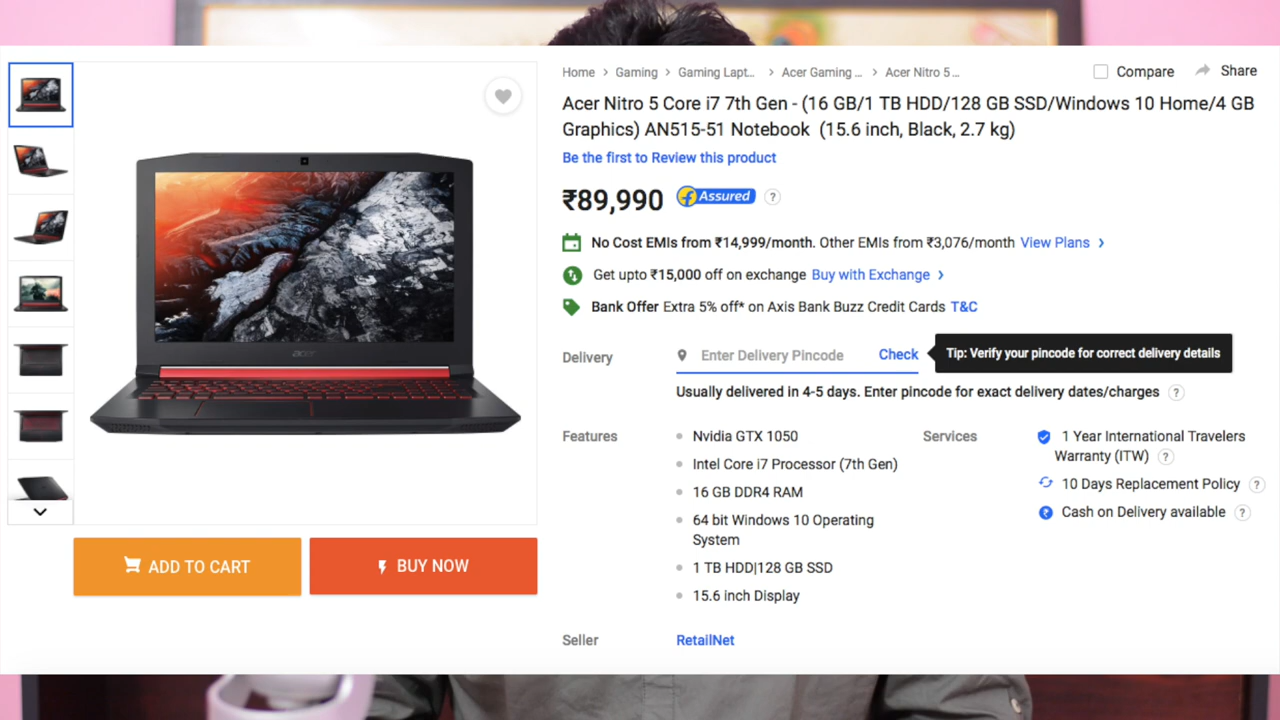 Home > Gaming > Gaming Lapt... > Acer Gaming ... > Acer Nitro 5 ...
Compare
Share
Acer Nitro 5 Core i7 7th Gen - (16 GB/1 TB HDD/128 GB SSD/Windows 10 Home/4 GB
Graphics) AN515-51 Notebook (15.6 inch, Black, 2.7 kg)
Be the first to Review this product
₹89,990 f Assured ?
No Cost EMIs from ₹14,999/month. Other EMIs from ₹3,076/month View Plans >
Get upto ₹15,000 off on exchange Buy with Exchange >
Bank Offer Extra 5% off* on Axis Bank Buzz Credit Cards T&C
Delivery
Enter Delivery Pincode Check
Tip: Verify your pincode for correct delivery details
Usually delivered in 4-5 days. Enter pincode for exact delivery dates/charges ?
Features
Nvidia GTX 1050
Intel Core i7 Processor (7th Gen)
16 GB DDR4 RAM
64 bit Windows 10 Operating
System
1 TB HDD|128 GB SSD
15.6 inch Display
Services
1 Year International Travelers
Warranty (ITW) ?
10 Days Replacement Policy ?
₹ Cash on Delivery available ?
Seller
RetailNet
acer
ADD TO CART
BUY NOW